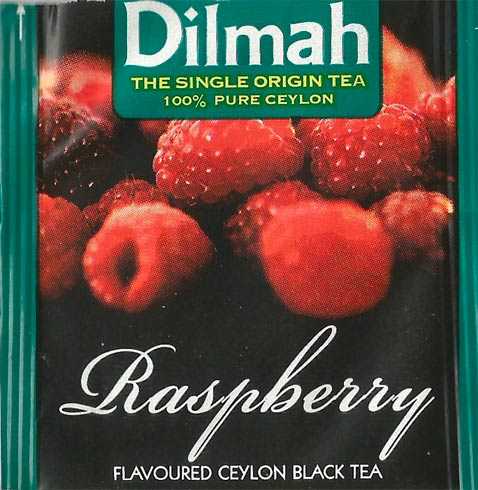 Dilmah
THE SINGLE ORIGIN TEA
100% PURE CEYLON
Raspberry
FLAVOURED CEYLON BLACK TEA